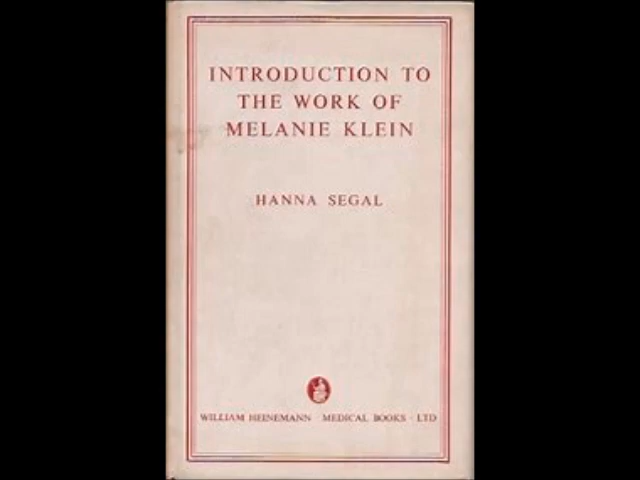 INTRODUCTION TO
THE WORK OF
MELANIE KLEIN
HANNA SEGAL
WILLIAM HEINEMANN · MEDICAL BOOKS · LTD